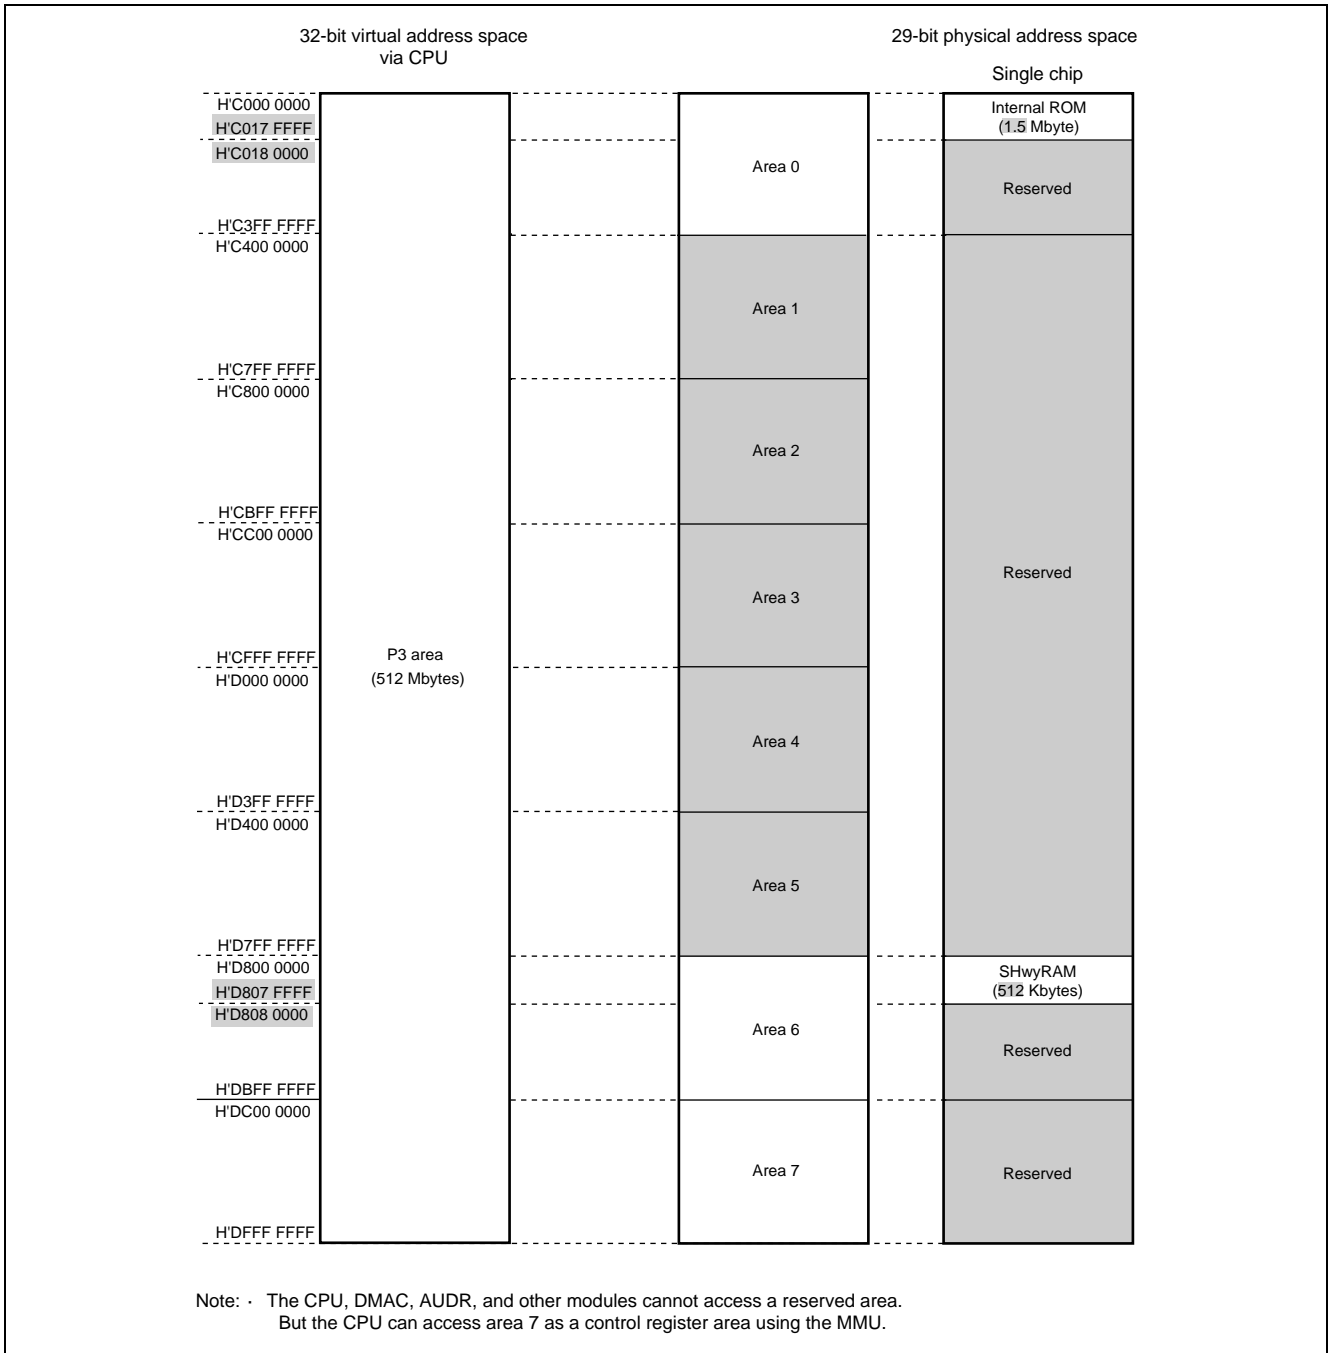 32-bit virtual address space
via CPU
29-bit physical address space
Single chip
H'C000 0000
H'C017 FFFF
H'C018 0000
H'C3FF FFFF
H'C400 0000
H'C7FF FFFF
H'C800 0000
H'CBFF FFFF
H'CC00 0000
H'CFFF FFFF
H'D000 0000
H'D3FF FFFF
H'D400 0000
H'D7FF FFFF
H'D800 0000
H'D807 FFFF
H'D808 0000
H'DBFF FFFF
H'DC00 0000
H'DFFF FFFF
P3 area
(512 Mbytes)
Area 0
Area 1
Area 2
Area 3
Area 4
Area 5
Area 6
Area 7
Internal ROM
(1.5 Mbyte)
Reserved
Reserved
SHwyRAM
(512 Kbytes)
Reserved
Reserved
Note: · The CPU, DMAC, AUDR, and other modules cannot access a reserved area.
But the CPU can access area 7 as a control register area using the MMU.